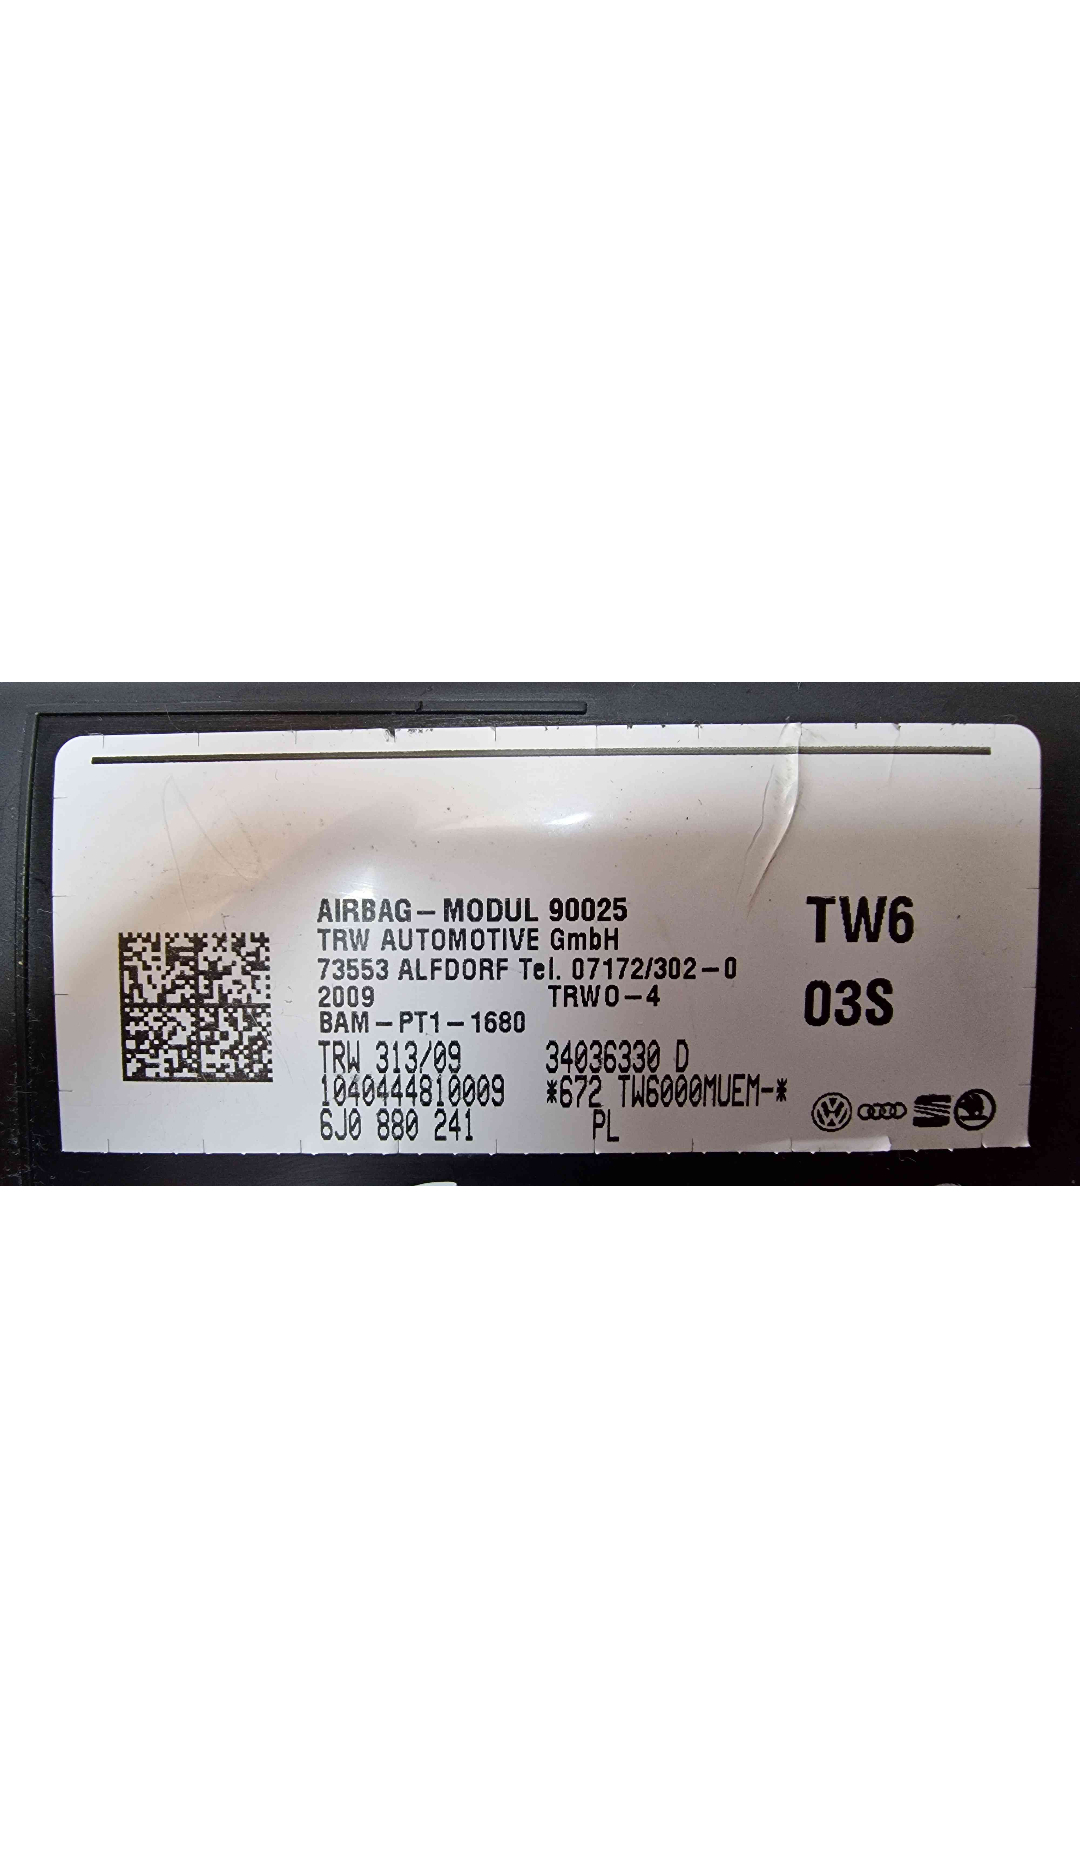 AIRBAG-MODUL 90025
TRW AUTOMOTIVE GmbH
73553 ALFDORF Tel. 07172/302-0
2009 TRWO-4
BAM-PT1-1680
TRW 313/09 34036330 D
1040444810009 *672 TW6000MUEM-*
6J0 880 241 PL
TW6
03S